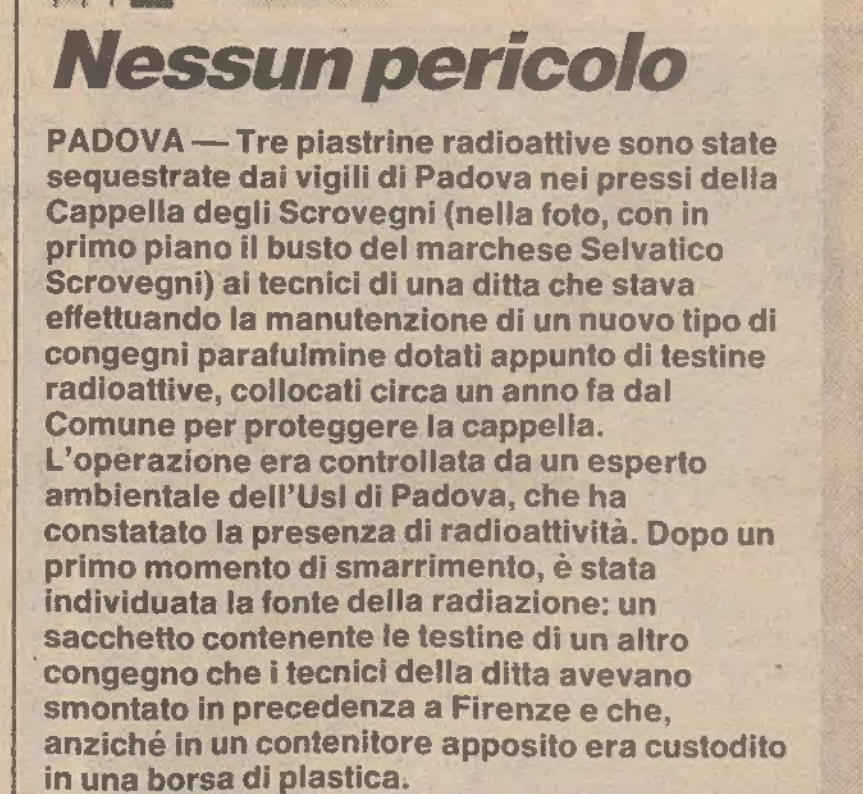 Nessun pericolo
PADOVA — Tre piastrine radioattive sono state
sequestrate dai vigili di Padova nei pressi della
Cappella degli Scrovegni (nella foto, con in
primo piano il busto del marchese Selvatico
Scrovegni) ai tecnici di una ditta che stava
effettuando la manutenzione di un nuovo tipo di
congegni parafulmine dotati appunto di testine
radioattive, collocati circa un anno fa dal
Comune per proteggere la cappella.
L'operazione era controllata da un esperto
ambientale dell'Usl di Padova, che ha
constatato la presenza di radioattività. Dopo un
primo momento di smarrimento, è stata
individuata la fonte della radiazione: un
sacchetto contenente le testine di un altro
congegno che i tecnici della ditta avevano
smontato in precedenza a Firenze e che,
anziché in un contenitore apposito era custodito
in una borsa di plastica.